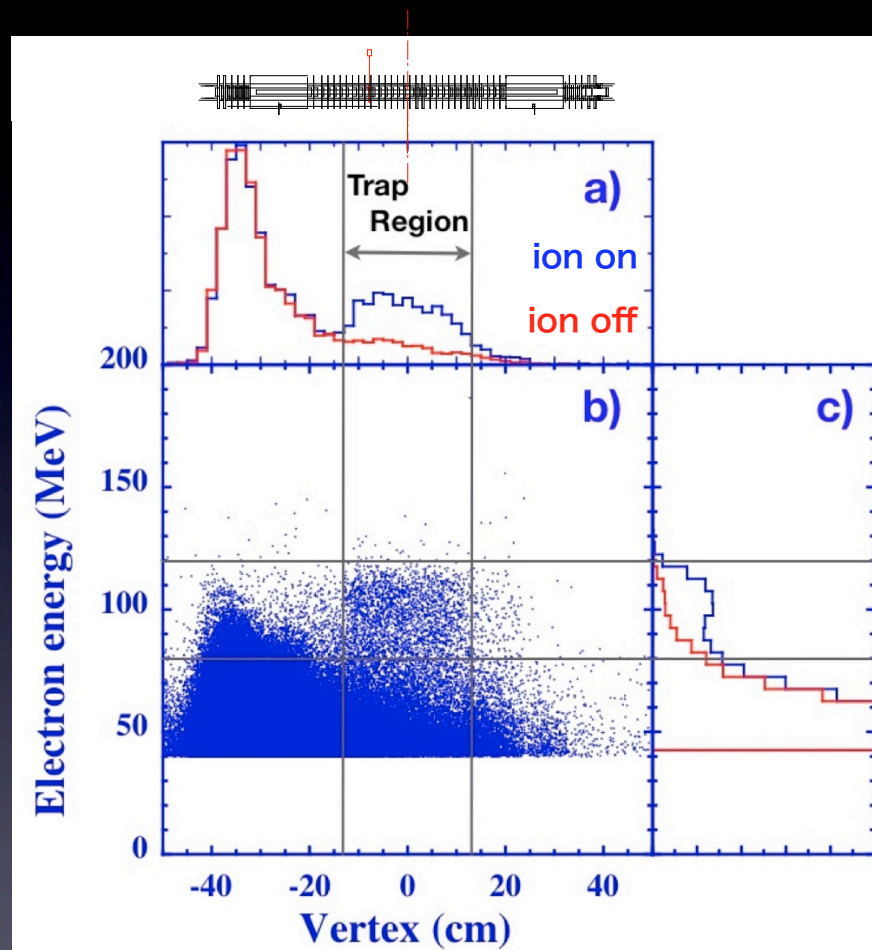 Trap
Region
a)
ion on
ion off
200
b)
c)
150
100
50
0
Electron energy (MeV)
-40 -20 0 20 40
Vertex (cm)